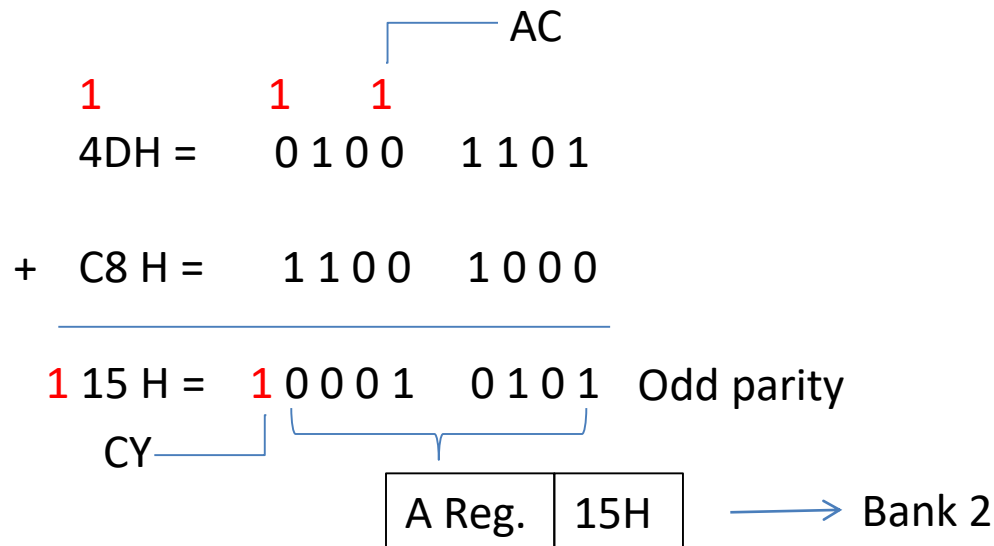 AC
1 1 1
4DH = 0 1 0 0 1 1 0 1
+ C8 H = 1 1 0 0 1 0 0 0
1 15 H = 1 0 0 0 1 0 1 0 1 Odd parity
CY
A Reg. 15H Bank 2